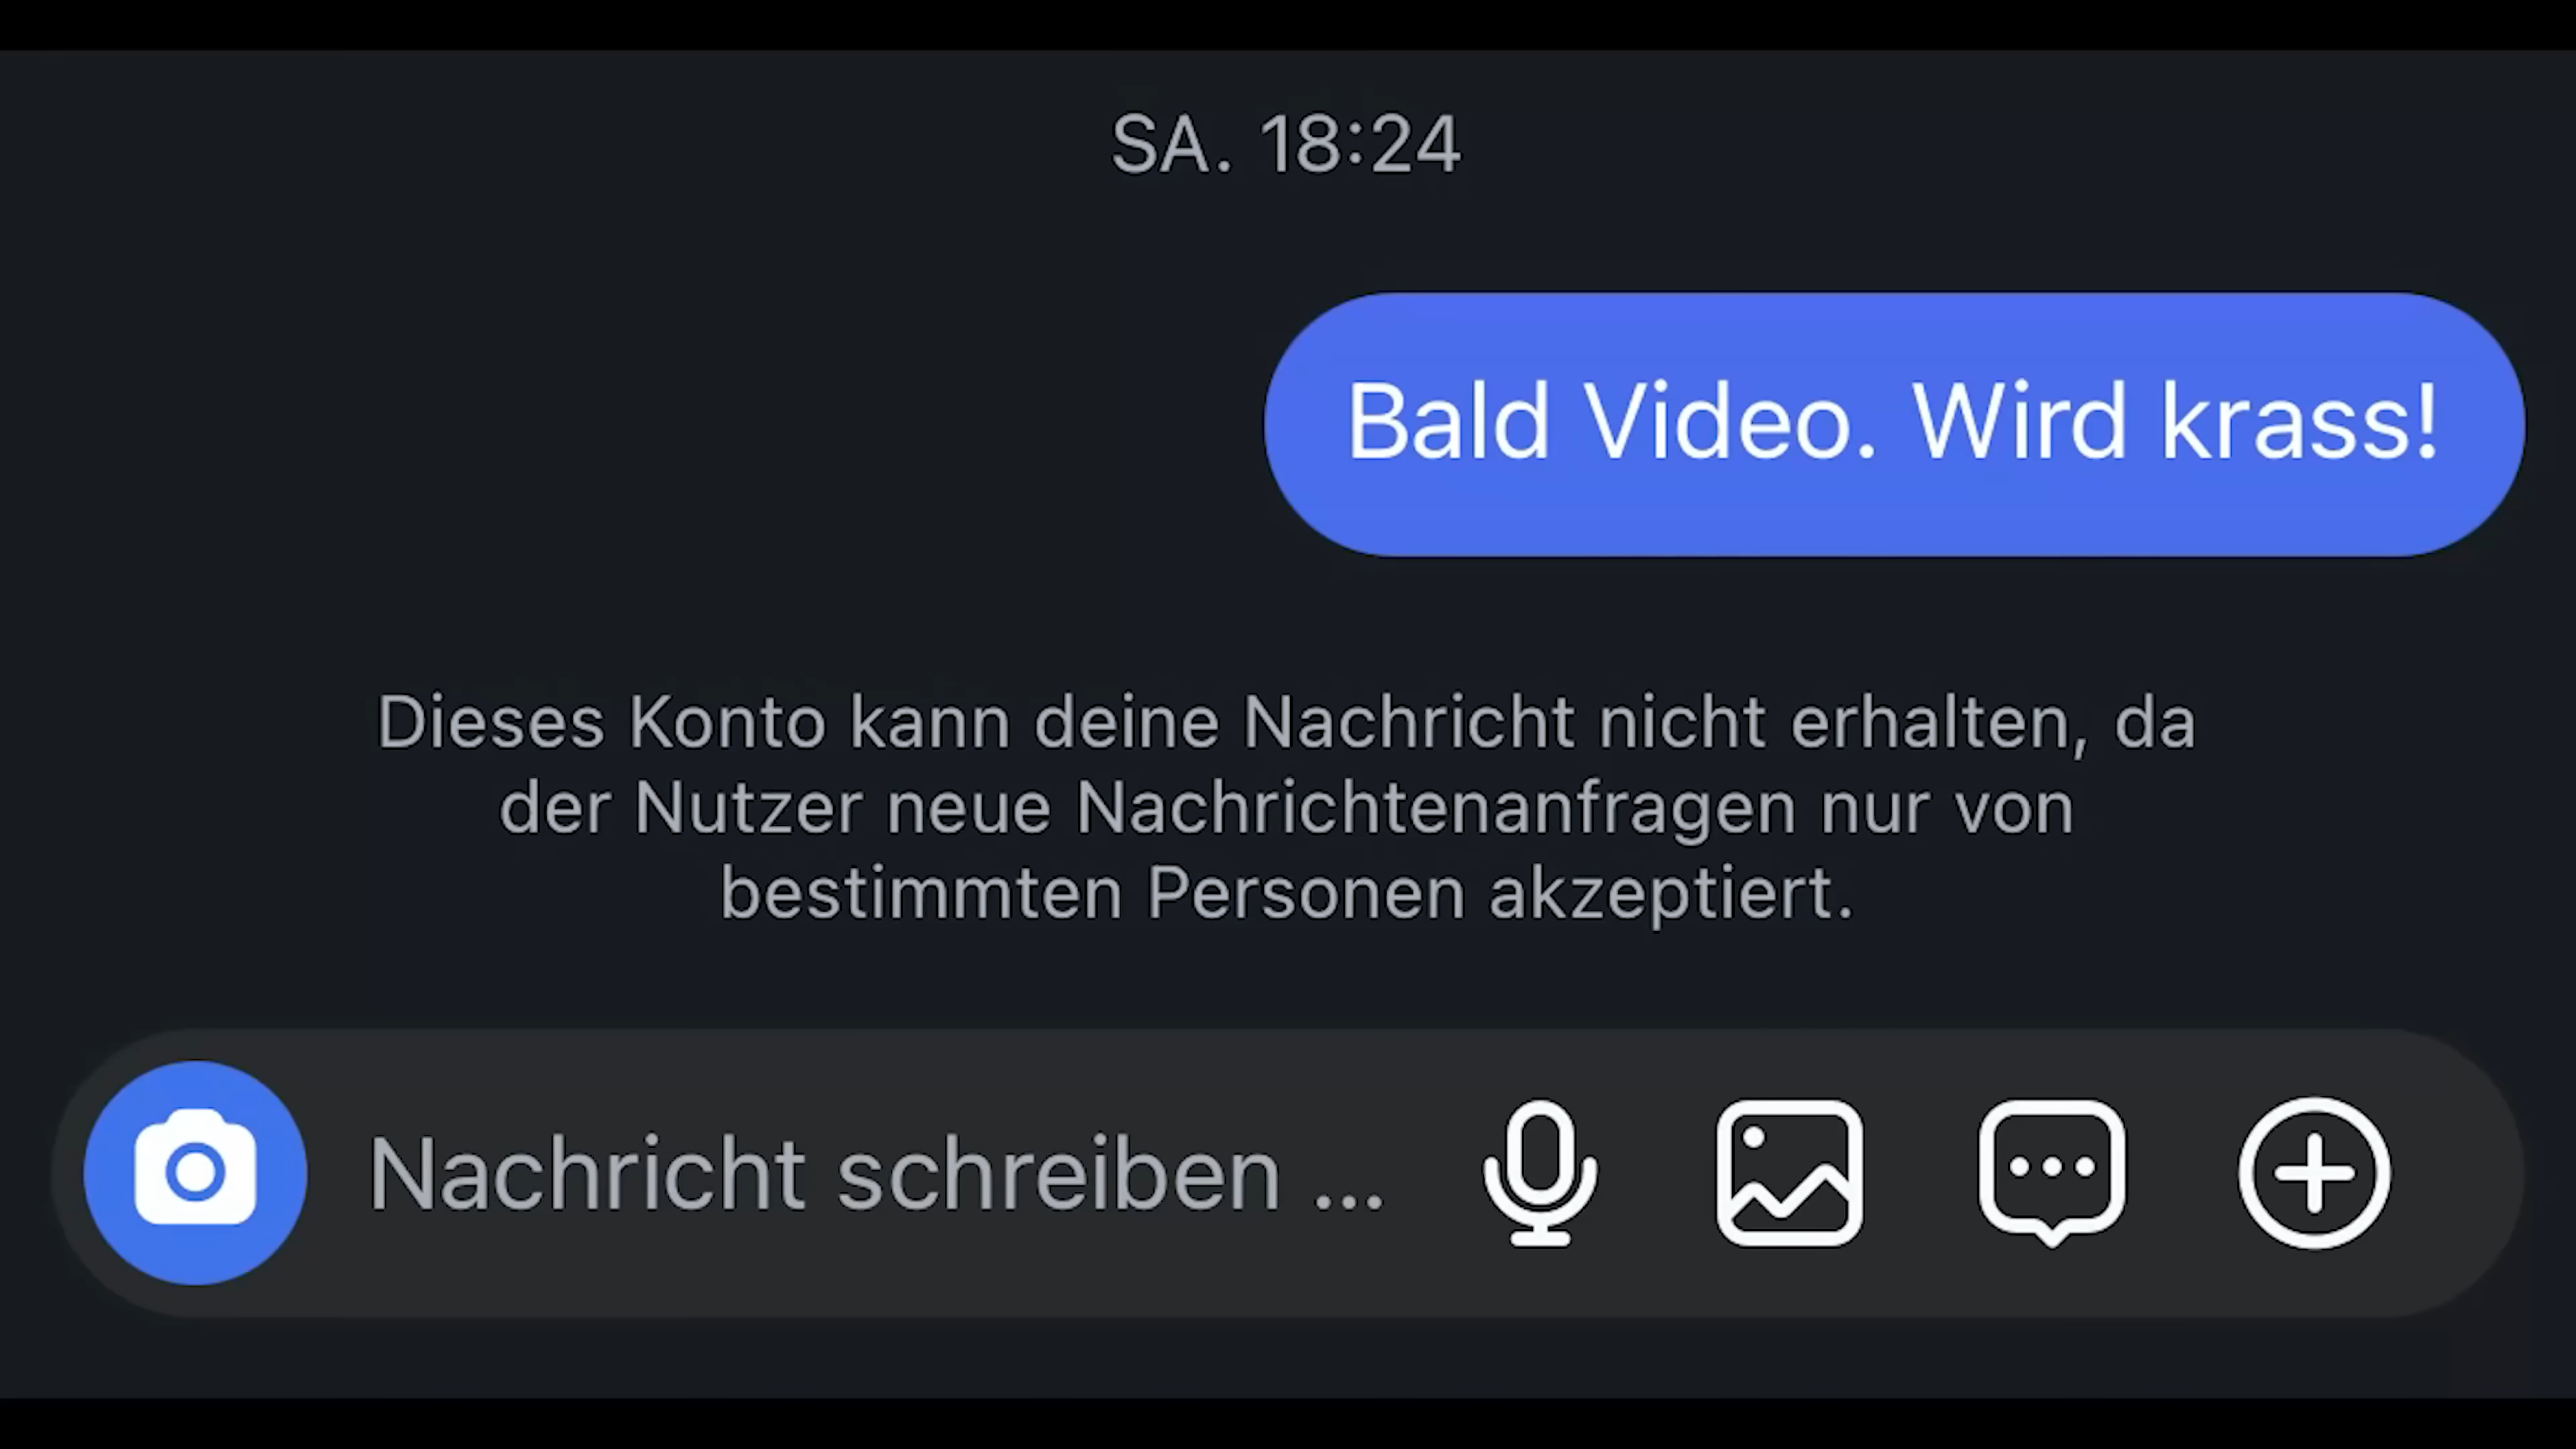 SA. 18:24
Bald Video. Wird krass!
Dieses Konto kann deine Nachricht nicht erhalten, da
der Nutzer neue Nachrichtenanfragen nur von
bestimmten Personen akzeptiert.
Nachricht schreiben ...